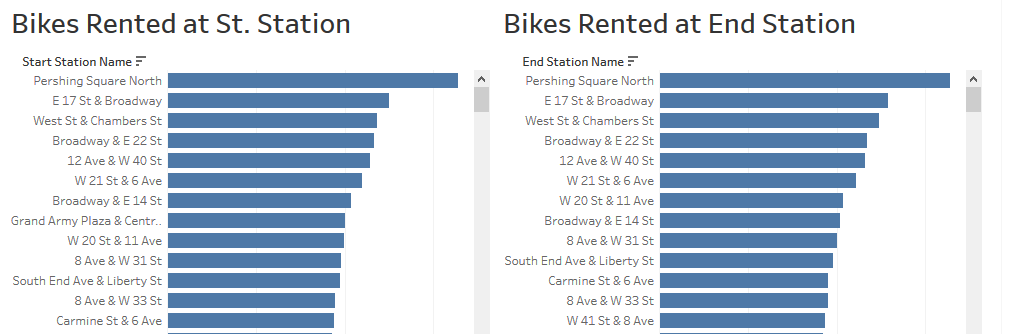 Bikes Rented at St. Station
Start Station Name
Pershing Square North
E 17 St & Broadway
West St & Chambers St
Broadway & E 22 St
12 Ave & W 40 St
W 21 St & 6 Ave
Broadway & E 14 St
Grand Army Plaza & Centr..
W 20 St & 11 Ave
8 Ave & W 31 St
South End Ave & Liberty St
8 Ave & W 33 St
Carmine St & 6 Ave
Bikes Rented at End Station
End Station Name
Pershing Square North
E 17 St & Broadway
West St & Chambers St
Broadway & E 22 St
12 Ave & W 40 St
W 21 St & 6 Ave
W 20 St & 11 Ave
Broadway & E 14 St
8 Ave & W 31 St
South End Ave & Liberty St
Carmine St & 6 Ave
8 Ave & W 33 St
W 41 St & 8 Ave